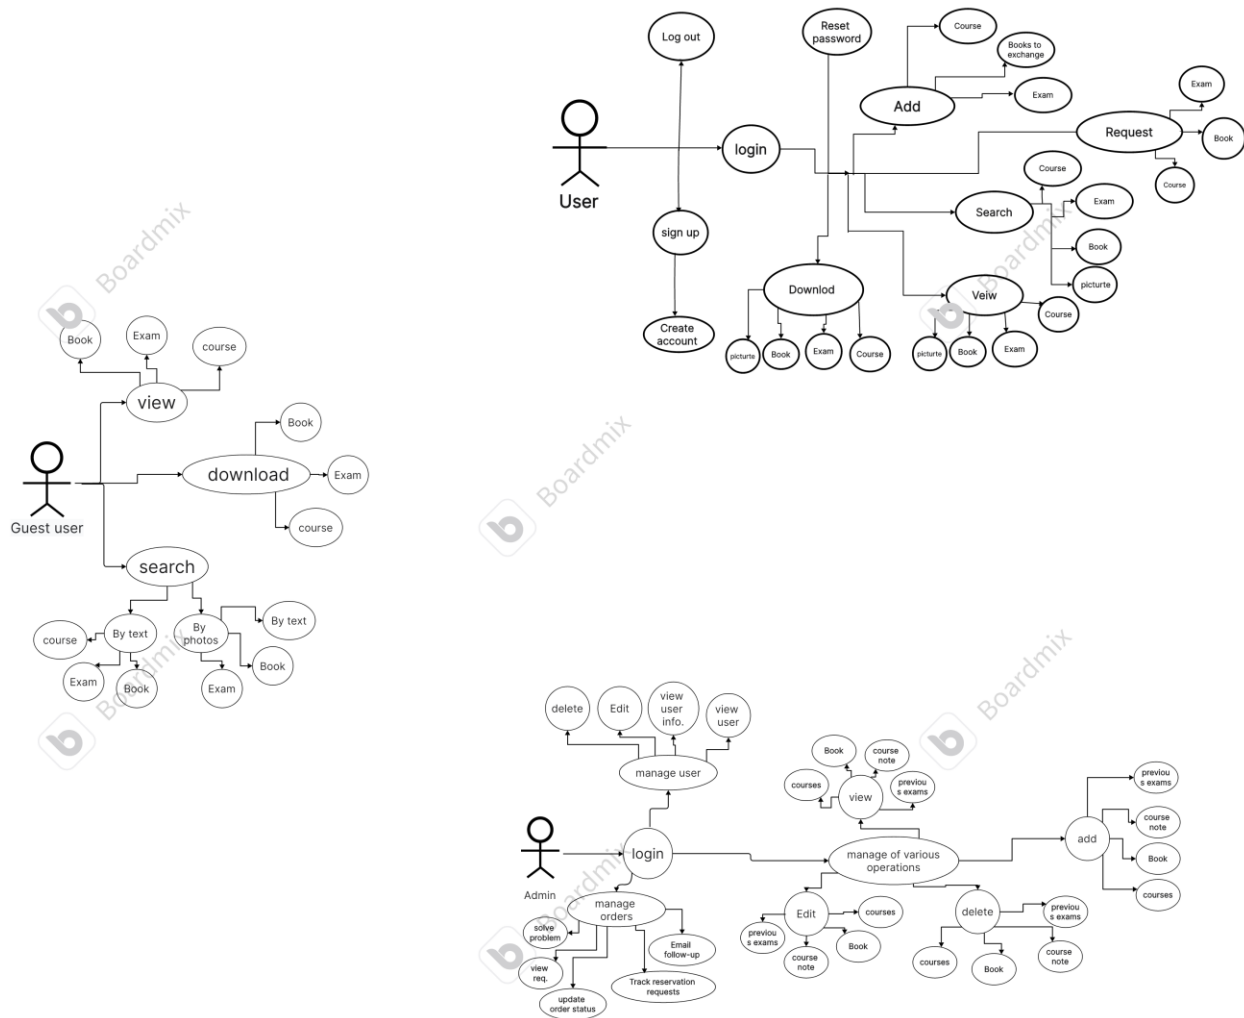 Log out
Reset
password
Course
Books to
exchange
Exam
Add
Exam
Request
Book
Course
login
User
Course
Search
Exam
Book
picturte
sign up
Downlod
Veiw
Course
Create
account
picturte
Book
Exam
Course
picturte
Book
Exam
Boardmix
Boardmix
Boardmix
Book
Exam
course
view
Book
download
Exam
course
Guest user
search
By text
By
photos
By text
course
Exam
Book
Exam
Book
Boardmix
Boardmix
Boardmix
delete
Edit
view
user
info.
view
user
manage user
Book
course
note
courses
view
previou
s exams
previou
s exams
course
note
add
Book
courses
login
manage of various
operations
Admin
manage
orders
solve
problem
view
req.
update
order status
Track reservation
requests
Email
follow-up
Edit
courses
previou
s exams
course
note
Book
delete
previou
s exams
courses
Book
course
note